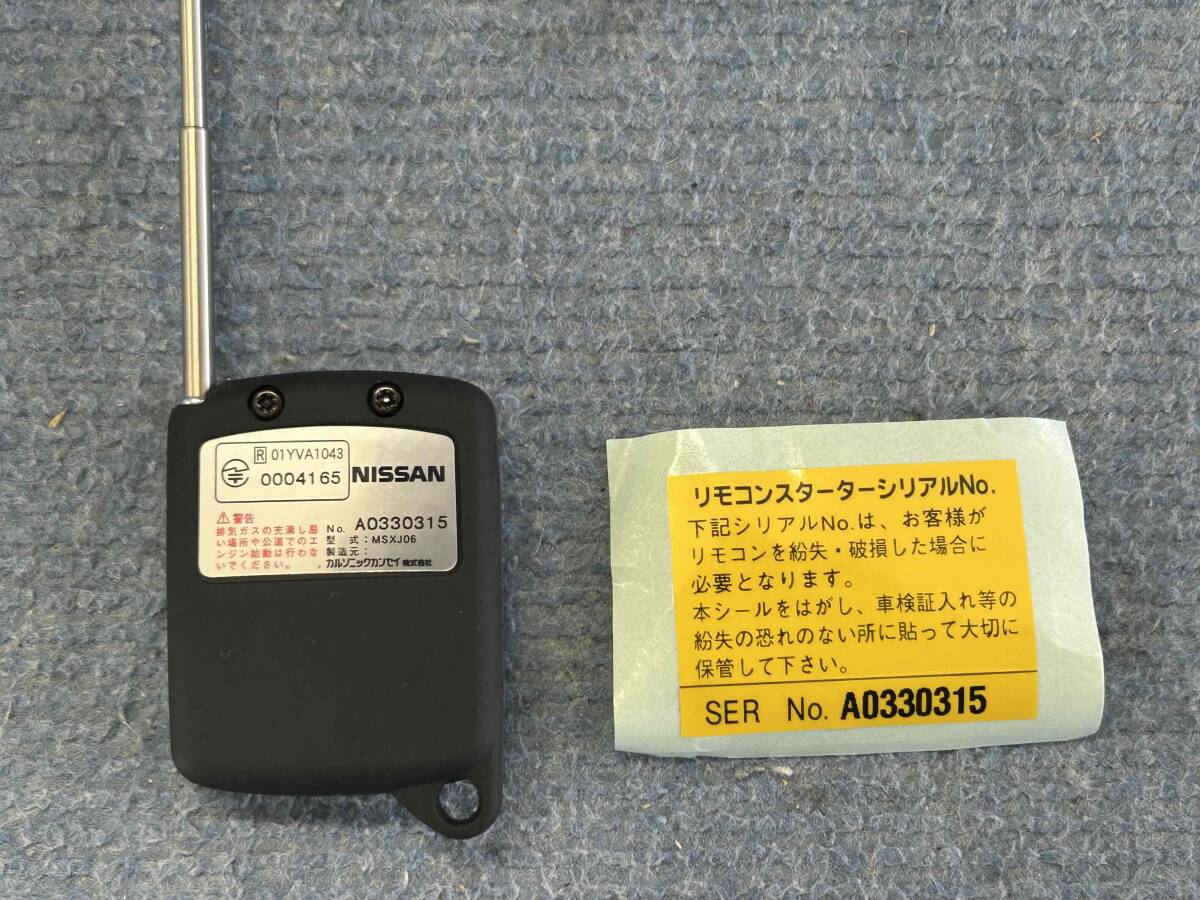 R 01YVA1043
0004165
NISSAN
⚠警告
排気ガスの充満し易
い場所や公道でのエ
ンジン始動は行わな
いでください。
No. A0330315
型 式:MSXJ06
製造元:
カルソニックカンセイ株式会社
リモコンスターターシリアルNo.
下記シリアルNo.は、お客様が
リモコンを紛失・破損した場合に
必要となります。
本シールをはがし、車検証入れ等の
紛失の恐れのない所に貼って大切に
保管して下さい。
SER No. A0330315